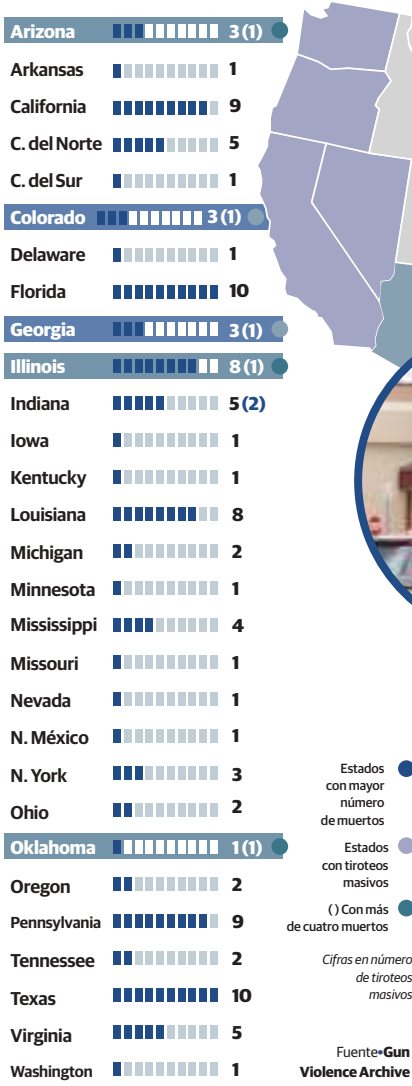 Arizona 3 (1)
Arkansas 1
California 9
C. del Norte 5
C. del Sur 1
Colorado 3 (1)
Delaware 1
Florida 10
Georgia 3 (1)
Illinois 8 (1)
Indiana 5 (2)
Iowa 1
Kentucky 1
Louisiana 8
Michigan 2
Minnesota 1
Mississippi 4
Missouri 1
Nevada 1
N. México 1
N. York 3
Ohio 2
Oklahoma 1 (1)
Oregon 2
Pennsylvania 9
Tennessee 2
Texas 10
Virginia 5
Washington 1
Estados
con mayor
número
de muertos
Estados
con tiroteos
masivos
( ) Con más
de cuatro muertos
Cifras en número
de tiroteos
masivos
Fuente•Gun
Violence Archive